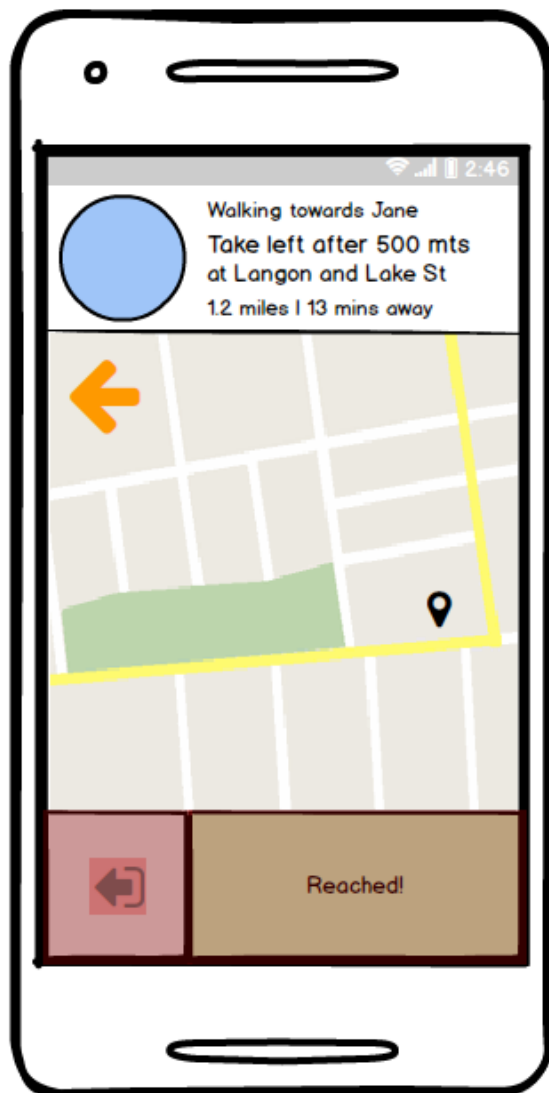 2:46
Walking towards Jane
Take left after 500 mts
at Langon and Lake St
1.2 miles | 13 mins away
Reached!